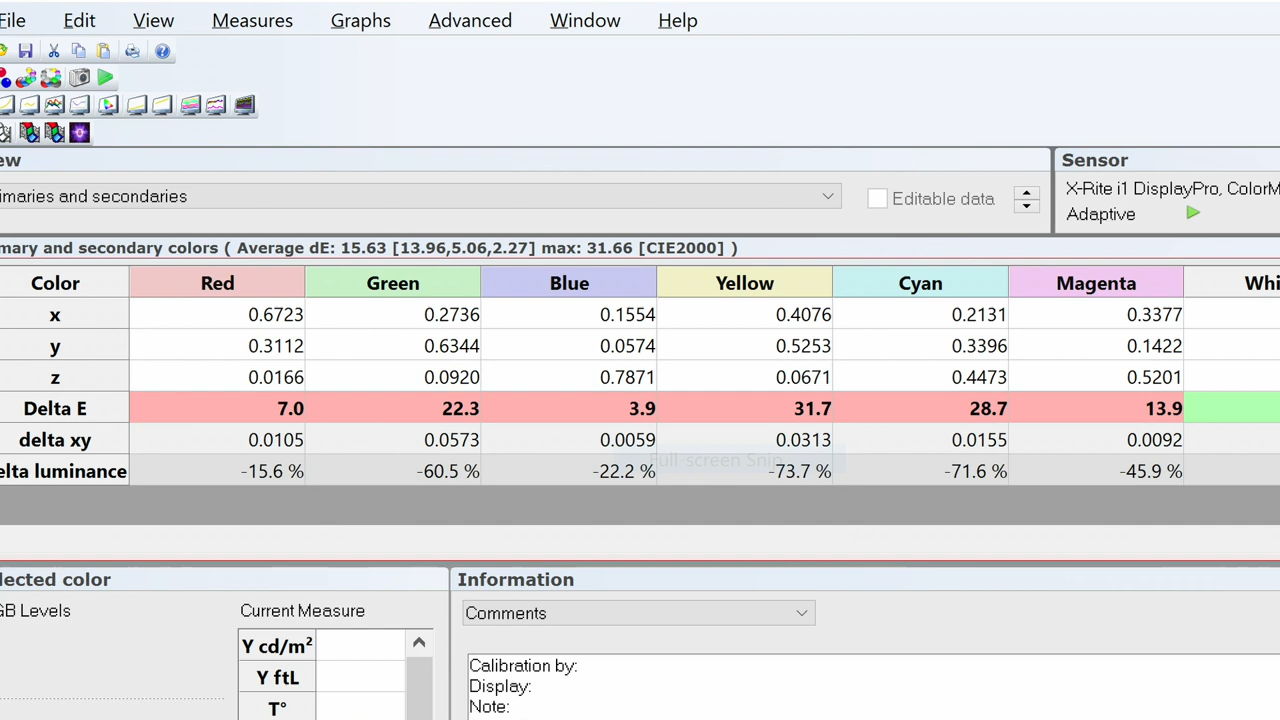 File Edit View Measures Graphs Advanced Window Help
ew Sensor
imaries and secondaries Editable data X-Rite i1 DisplayPro, ColorM
Adaptive
mary and secondary colors ( Average dE: 15.63 [13.96,5.06,2.27] max: 31.66 [CIE2000] )
Color Red Green Blue Yellow Cyan Magenta Whi
x 0.6723 0.2736 0.1554 0.4076 0.2131 0.3377
y 0.3112 0.6344 0.0574 0.5253 0.3396 0.1422
z 0.0166 0.0920 0.7871 0.0671 0.4473 0.5201
Delta E 7.0 22.3 3.9 31.7 28.7 13.9
delta xy 0.0105 0.0573 0.0059 0.0313 0.0155 0.0092
Full-screen Snip
elta luminance -15.6 % -60.5 % -22.2 % -73.7 % -71.6 % -45.9 %
lected color Information
GB Levels Current Measure Comments
Y cd/m²
Y ftL
T°
Calibration by:
Display:
Note: